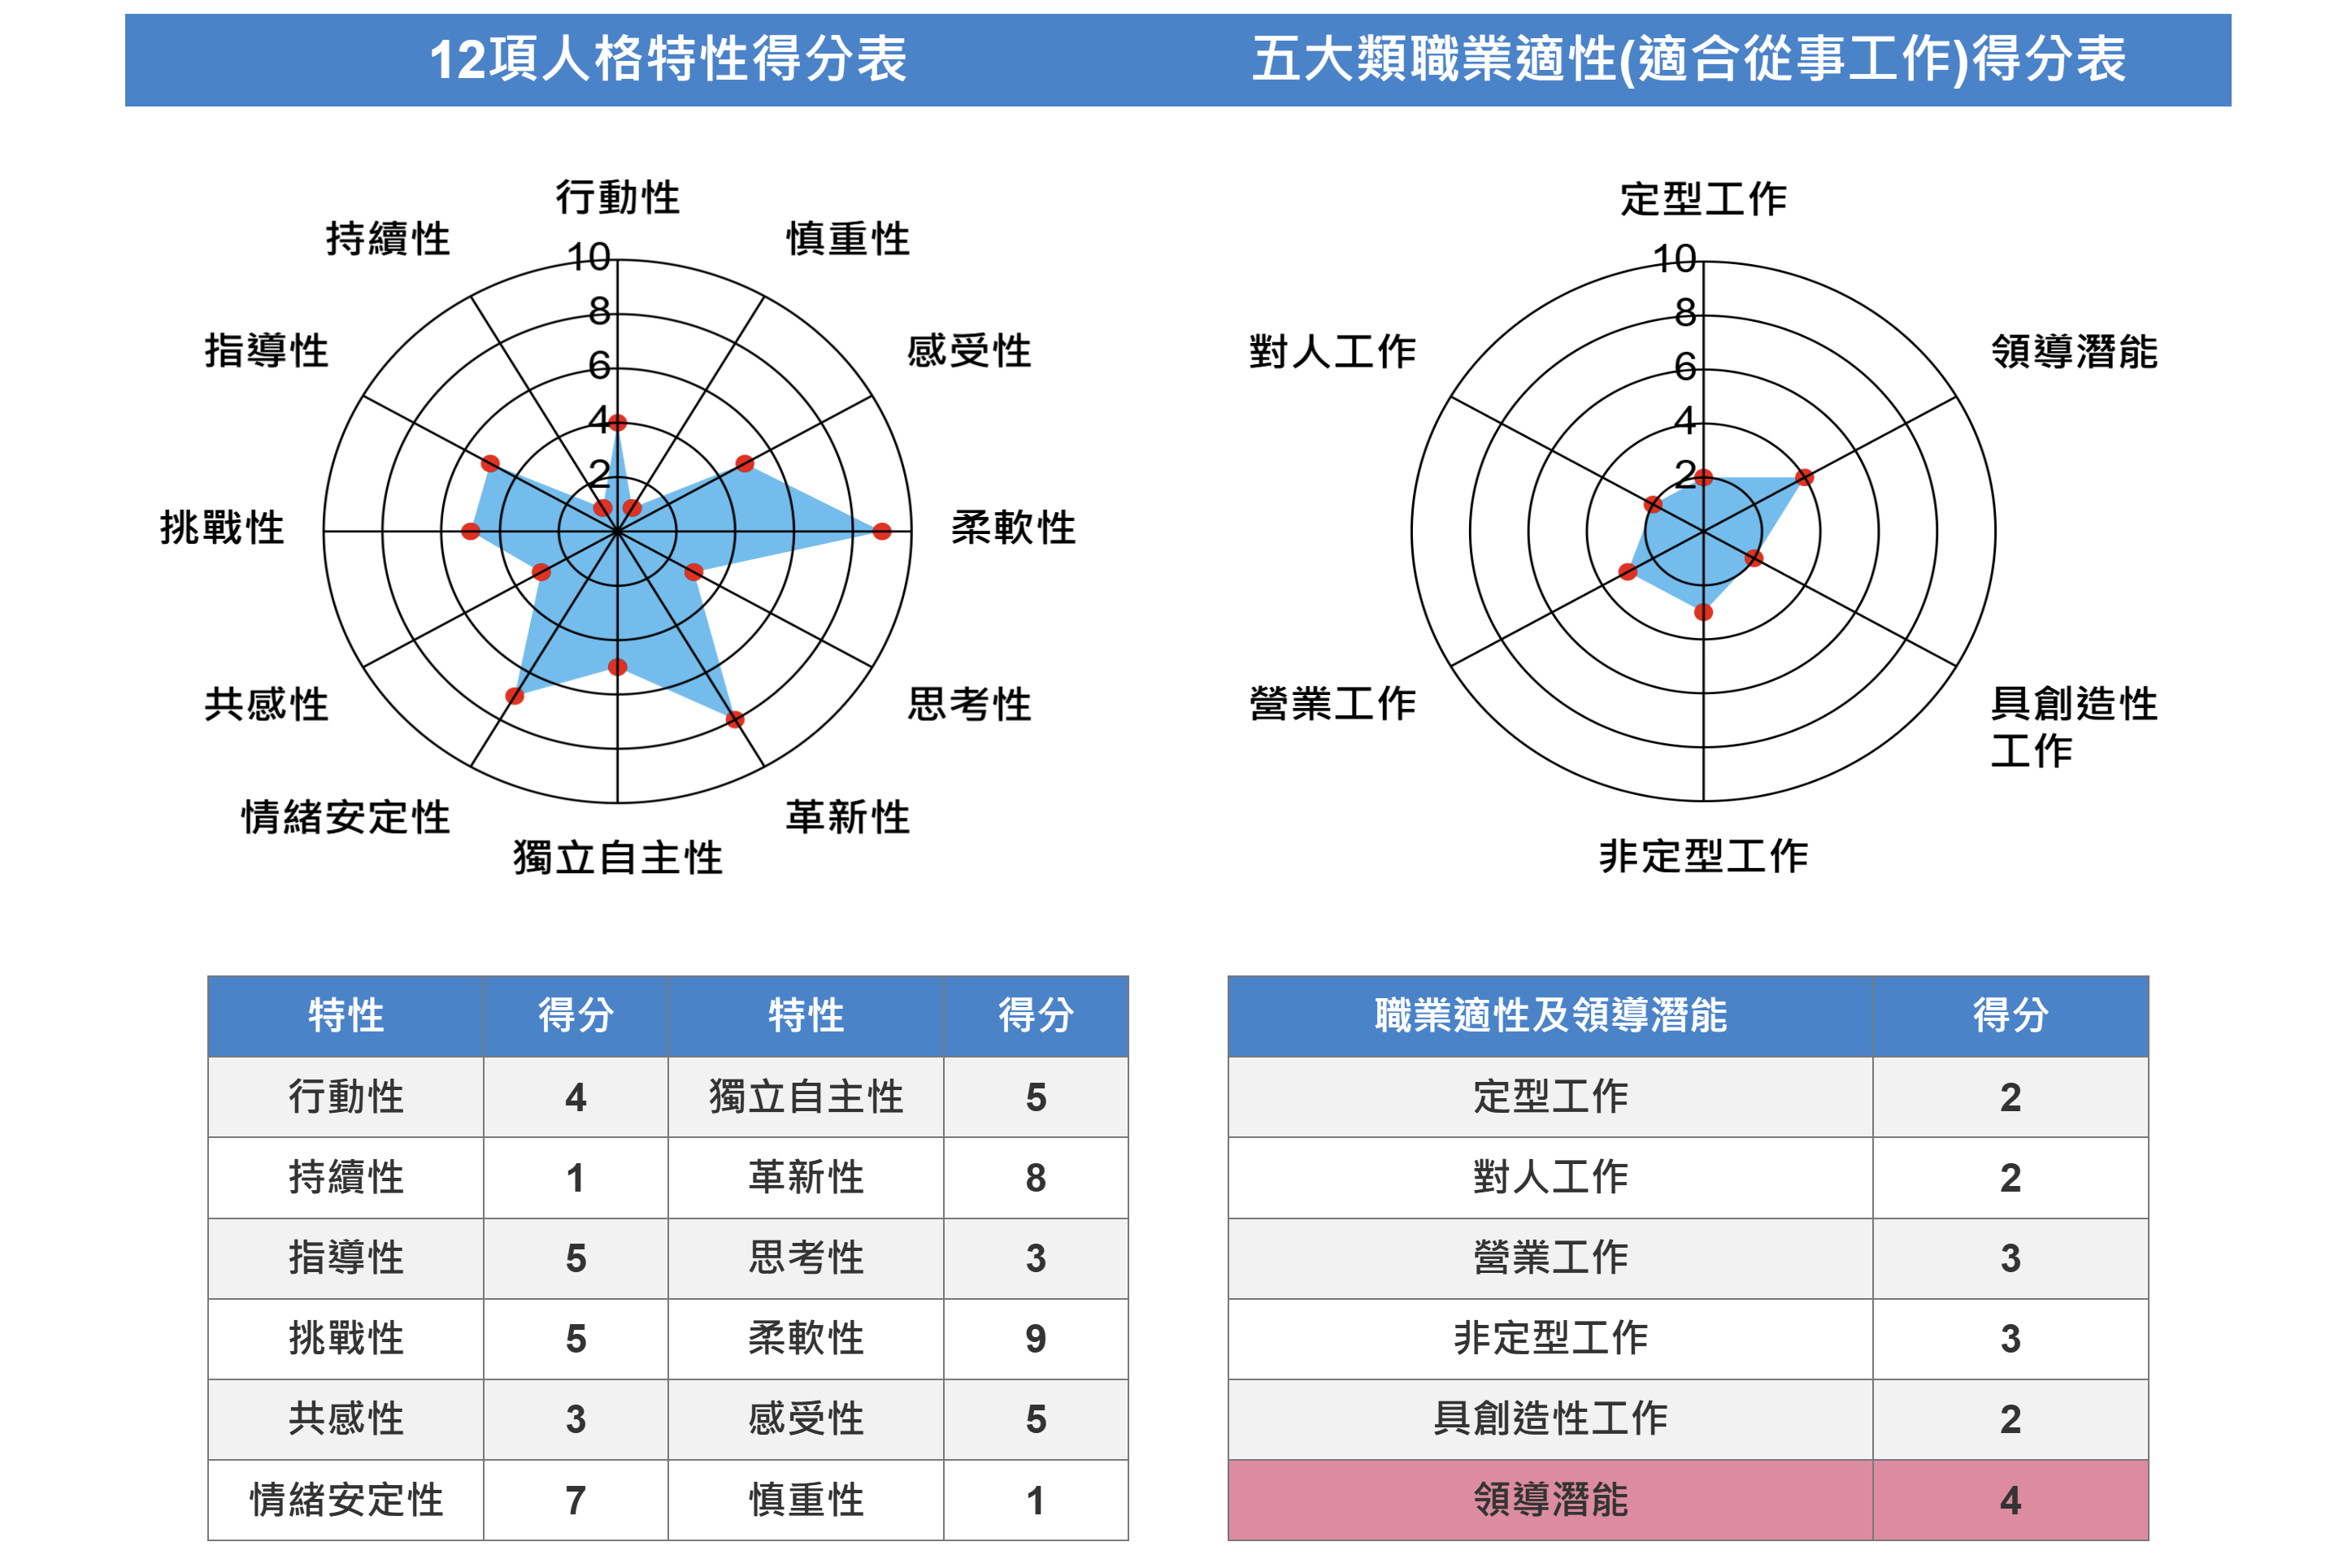 12項人格特性得分表
五大類職業適性(適合從事工作)得分表
行動性
持續性
慎重性
指導性
感受性
挑戰性
柔軟性
共感性
思考性
情緒安定性
革新性
獨立自主性
10
8
6
4
2
定型工作
對人工作
領導潛能
營業工作
具創造性
工作
非定型工作
10
8
6
4
2
特性 得分 特性 得分
行動性 4 獨立自主性 5
持續性 1 革新性 8
指導性 5 思考性 3
挑戰性 5 柔軟性 9
共感性 3 感受性 5
情緒安定性 7 慎重性 1
職業適性及領導潛能 得分
定型工作 2
對人工作 2
營業工作 3
非定型工作 3
具創造性工作 2
領導潛能 4